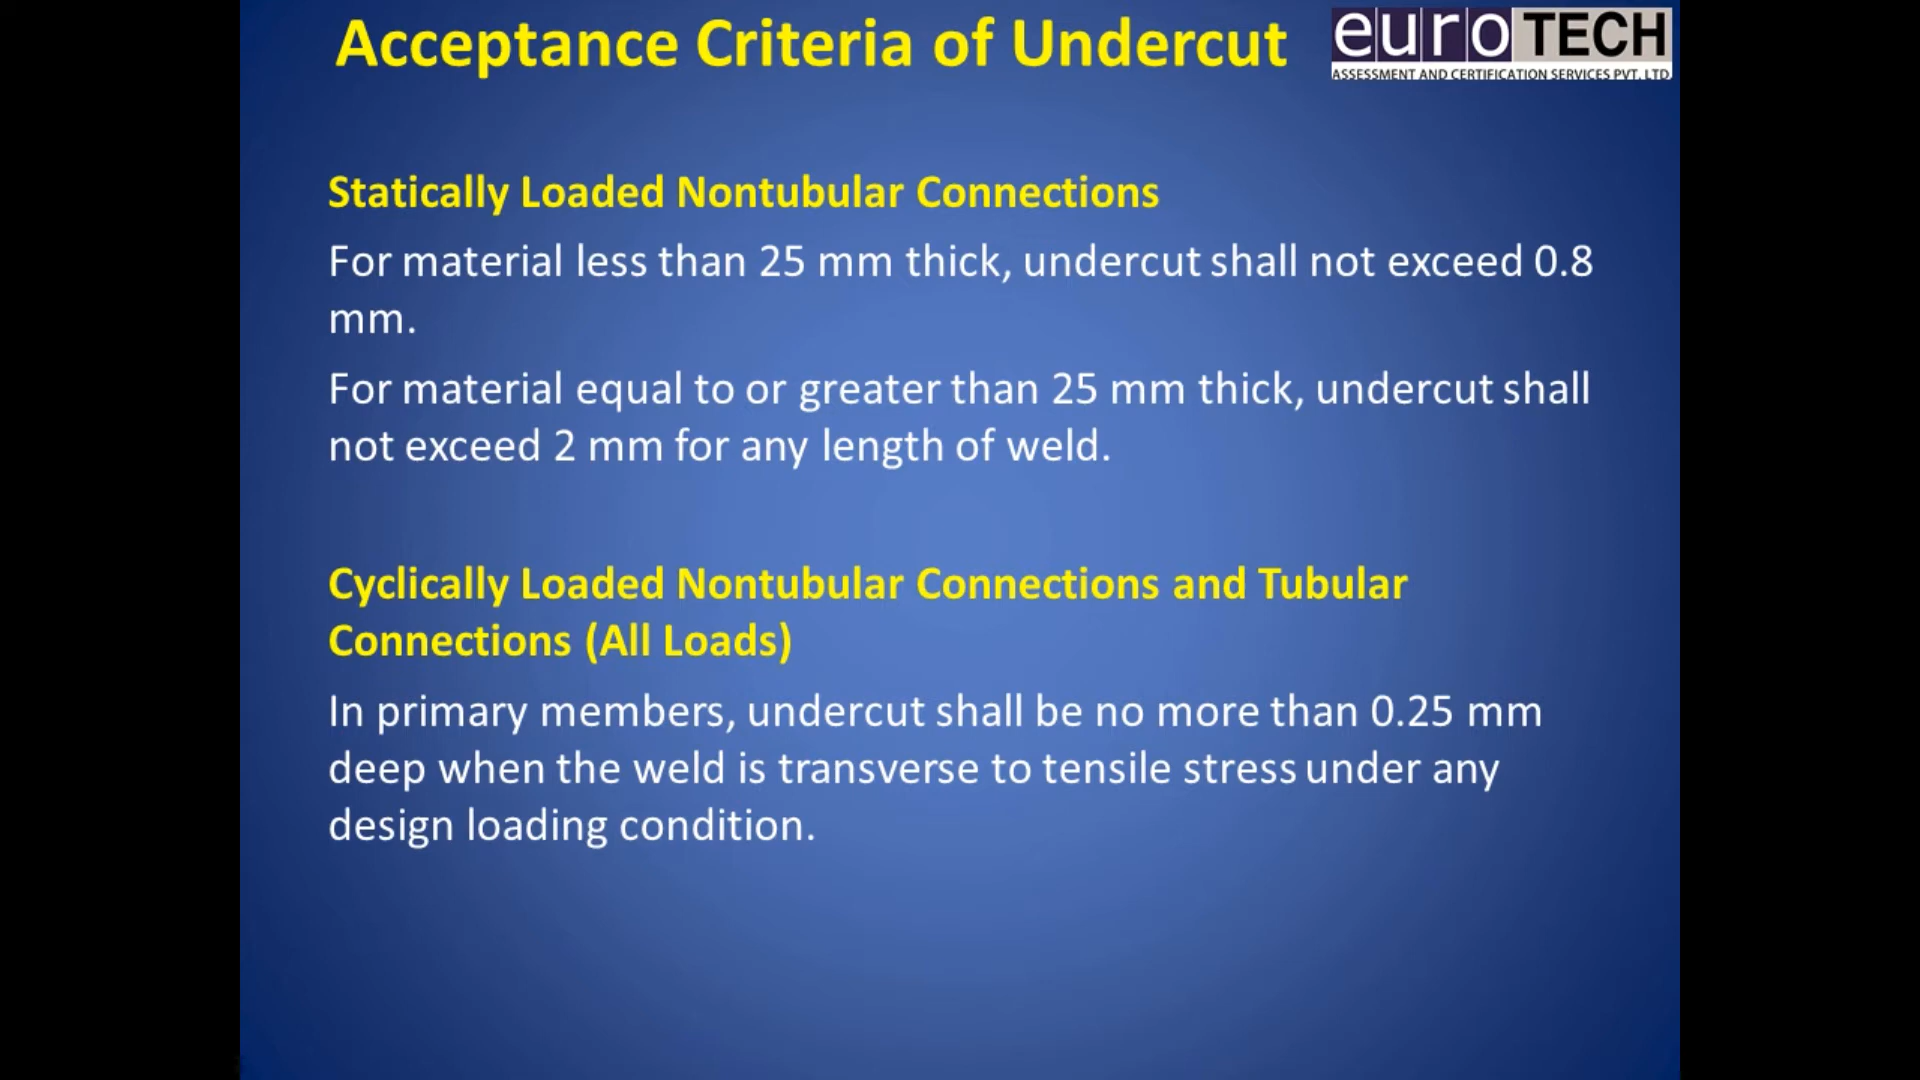 Acceptance Criteria of Undercut
euroTECH
ASSESSMENT AND CERTIFICATION SERVICES PVT. LTD.
Statically Loaded Nontubular Connections
For material less than 25 mm thick, undercut shall not exceed 0.8
mm.
For material equal to or greater than 25 mm thick, undercut shall
not exceed 2 mm for any length of weld.
Cyclically Loaded Nontubular Connections and Tubular
Connections (All Loads)
In primary members, undercut shall be no more than 0.25 mm
deep when the weld is transverse to tensile stress under any
design loading condition.